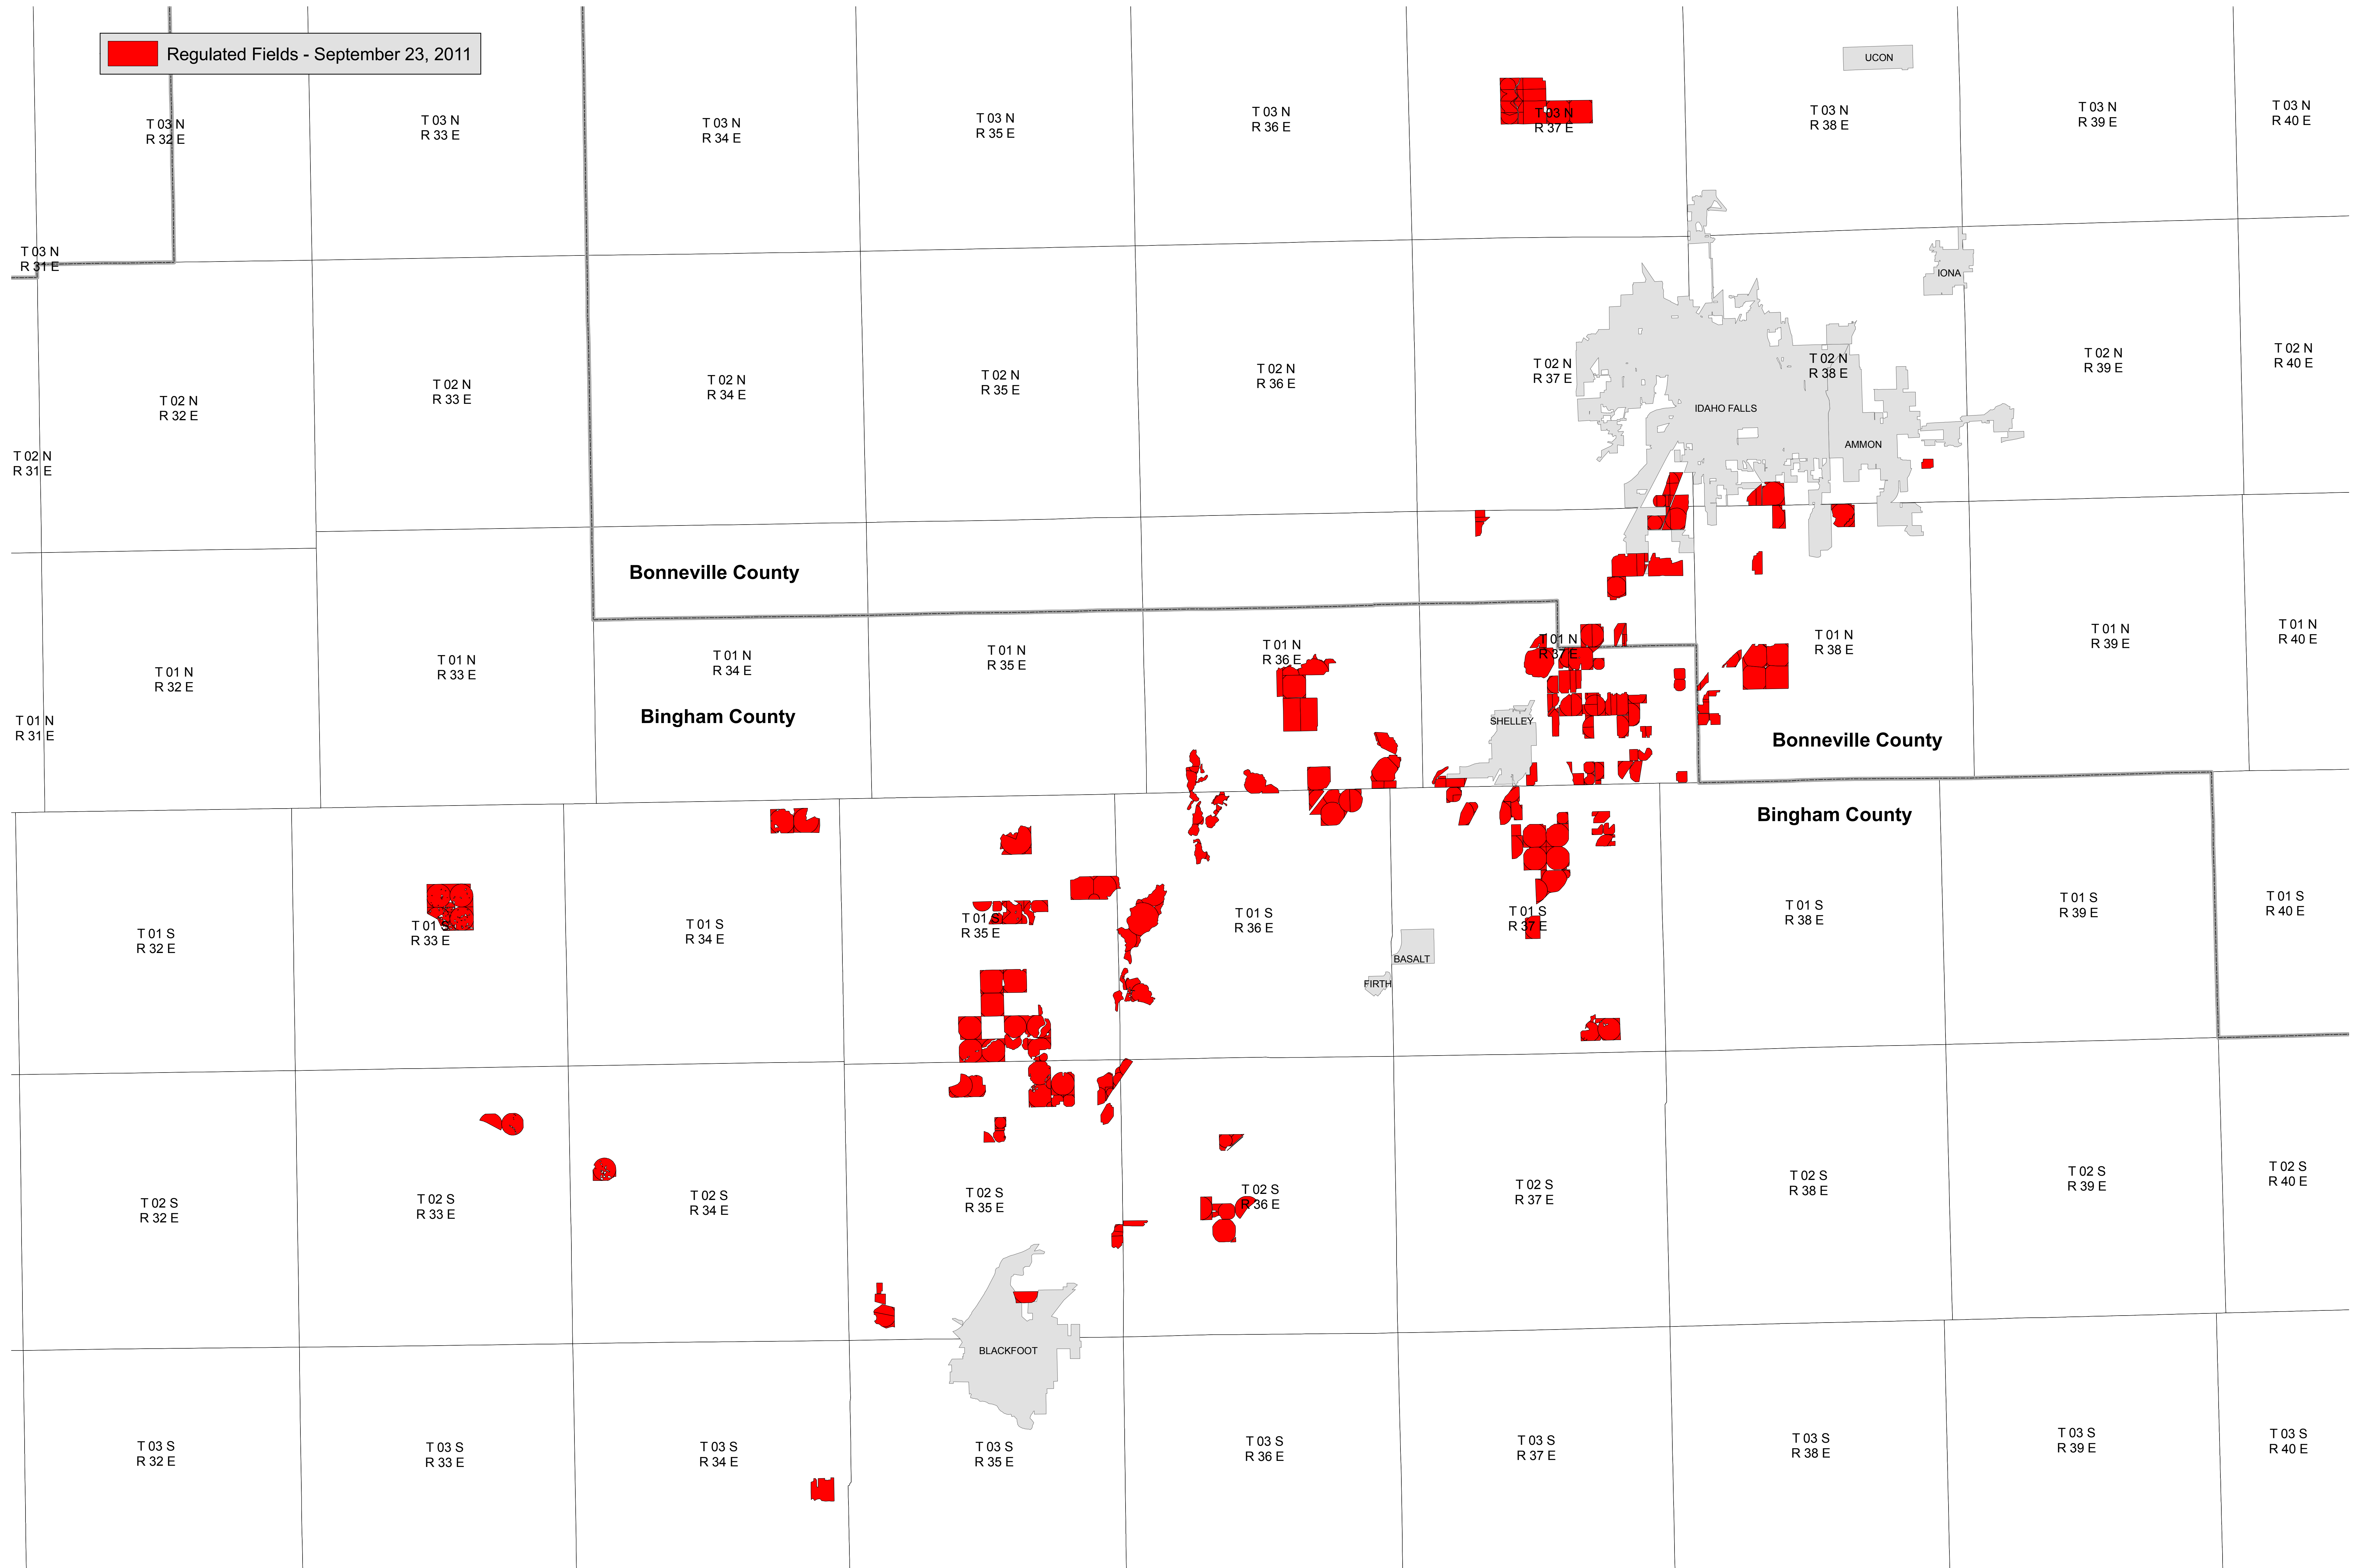 Regulated Fields - September 23, 2011
UCON
T 03 N
R 32 E
T 03 N
R 33 E
T 03 N
R 34 E
T 03 N
R 35 E
T 03 N
R 36 E
T 03 N
R 37 E
T 03 N
R 38 E
T 03 N
R 39 E
T 03 N
R 40 E
T 03 N
R 31 E
IONA
T 02 N
R 32 E
T 02 N
R 33 E
T 02 N
R 34 E
T 02 N
R 35 E
T 02 N
R 36 E
T 02 N
R 37 E
T 02 N
R 38 E
T 02 N
R 39 E
T 02 N
R 40 E
IDAHO FALLS
AMMON
T 02 N
R 31 E
Bonneville County
T 01 N
R 32 E
T 01 N
R 33 E
T 01 N
R 34 E
T 01 N
R 35 E
T 01 N
R 36 E
T 01 N
R 37 E
T 01 N
R 38 E
T 01 N
R 39 E
T 01 N
R 40 E
T 01 N
R 31 E
Bingham County
SHELLEY
Bonneville County
Bingham County
T 01 S
R 32 E
T 01 S
R 33 E
T 01 S
R 34 E
T 01 S
R 35 E
T 01 S
R 36 E
T 01 S
R 37 E
T 01 S
R 38 E
T 01 S
R 39 E
T 01 S
R 40 E
BASALT
FIRTH
T 02 S
R 32 E
T 02 S
R 33 E
T 02 S
R 34 E
T 02 S
R 35 E
T 02 S
R 36 E
T 02 S
R 37 E
T 02 S
R 38 E
T 02 S
R 39 E
T 02 S
R 40 E
BLACKFOOT
T 03 S
R 32 E
T 03 S
R 33 E
T 03 S
R 34 E
T 03 S
R 35 E
T 03 S
R 36 E
T 03 S
R 37 E
T 03 S
R 38 E
T 03 S
R 39 E
T 03 S
R 40 E